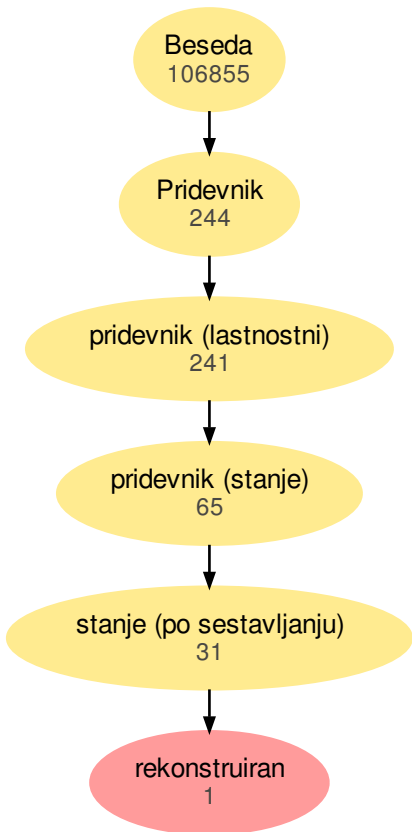 Beseda
106855
Pridevnik
244
pridevnik (lastnostni)
241
pridevnik (stanje)
65
stanje (po sestavljanju)
31
rekonstruiran
1